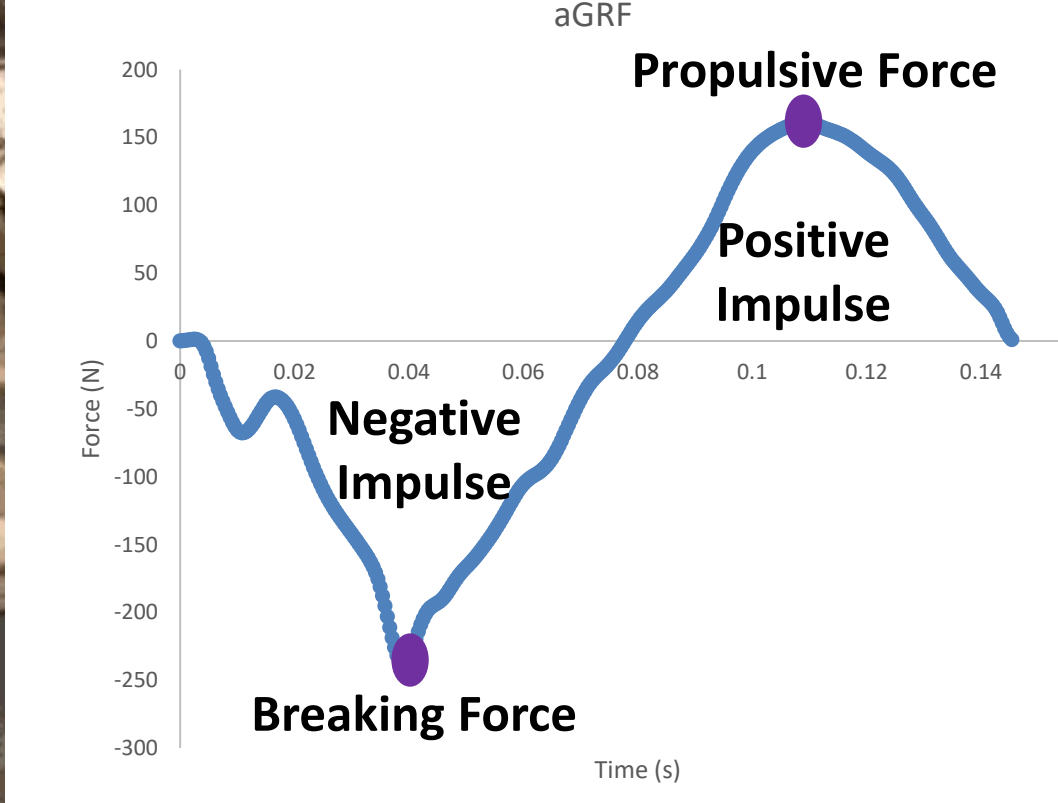 aGRF
Propulsive Force
200
150
100
50
0
-50
-100
-150
-200
-250
-300
Force (N)
0
0.02
0.04
0.06
0.08
0.1
0.12
0.14
Positive
Impulse
Negative
Impulse
Breaking Force
Time (s)